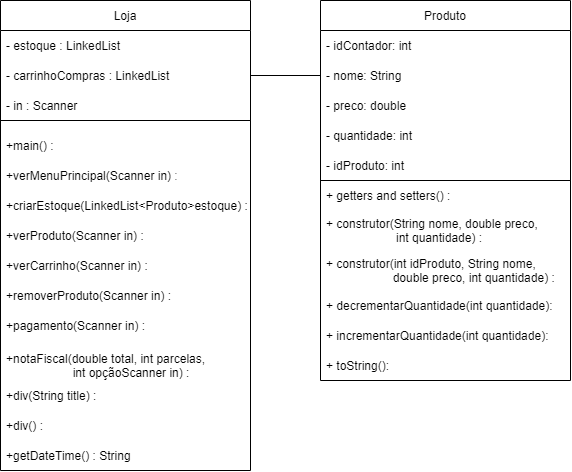 Loja
- estoque : LinkedList
- carrinhoCompras : LinkedList
- in : Scanner
+main() :
+verMenuPrincipal(Scanner in) :
+criarEstoque(LinkedList<Produto>estoque) :
+verProduto(Scanner in) :
+verCarrinho(Scanner in) :
+removerProduto(Scanner in) :
+pagamento(Scanner in) :
+notaFiscal(double total, int parcelas,
int opçãoScanner in) :
+div(String title) :
+div() :
+getDateTime() : String
Produto
- idContador: int
- nome: String
- preco: double
- quantidade: int
- idProduto: int
+ getters and setters() :
+ construtor(String nome, double preco,
int quantidade) :
+ construtor(int idProduto, String nome,
double preco, int quantidade) :
+ decrementarQuantidade(int quantidade):
+ incrementarQuantidade(int quantidade):
+ toString():